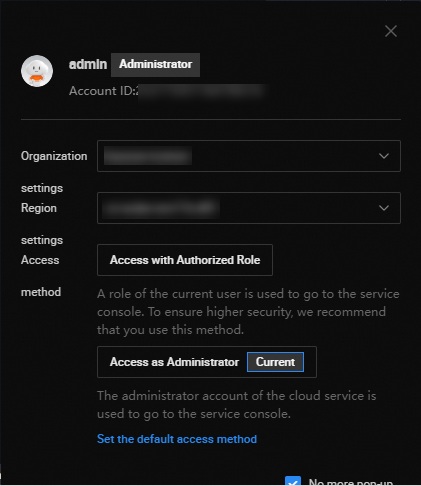 admin Administrator
Account ID:
Organization
settings
Region
settings
Access Access with Authorized Role
method
A role of the current user is used to go to the service
console. To ensure higher security, we recommend
that you use this method.
Access as Administrator Current
The administrator account of the cloud service is
used to go to the service console.
Set the default access method
No more pop-up